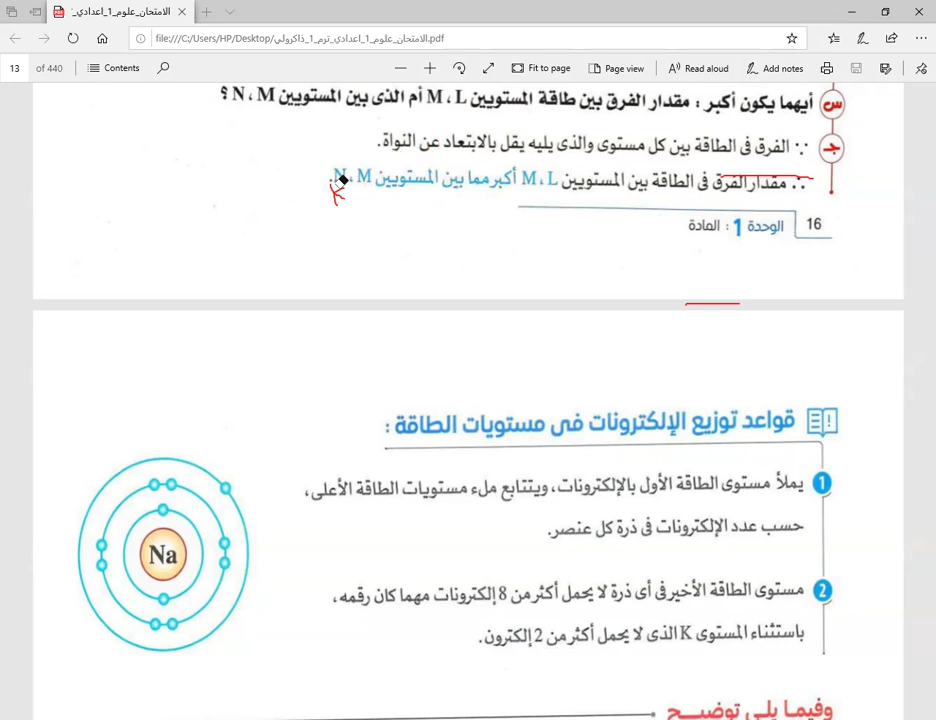 الامتحان_علوم_1_اعدادي_ت
file:///C:/Users/HP/Desktop/الامتحان_علوم_1_اعدادي_ترم_1_ذاكرولي.pdf
13 of 440
Contents
Fit to page
Page view
Read aloud
Add notes
س أيهما يكون أكبر : مقدار الفرق بين طاقة المستويين M ، L أم الذى بين المستويين N ، M ؟
جـ ∵ الفرق فى الطاقة بين كل مستوى والذى يليه يقل بالابتعاد عن النواة.
∴ مقدار الفرق فى الطاقة بين المستويين M ، L أكبر مما بين المستويين N ، M.
K
16 الوحدة 1 : المادة
قواعد توزيع الإلكترونات فى مستويات الطاقة :
1 يملأ مستوى الطاقة الأول بالإلكترونات، ويتتابع ملء مستويات الطاقة الأعلى،
حسب عدد الإلكترونات فى ذرة كل عنصر.
Na
2 مستوى الطاقة الأخير فى أى ذرة لا يحمل أكثر من 8 إلكترونات مهما كان رقمه،
باستثناء المستوى K الذى لا يحمل أكثر من 2 إلكترون.
وفيما يلى توضيح